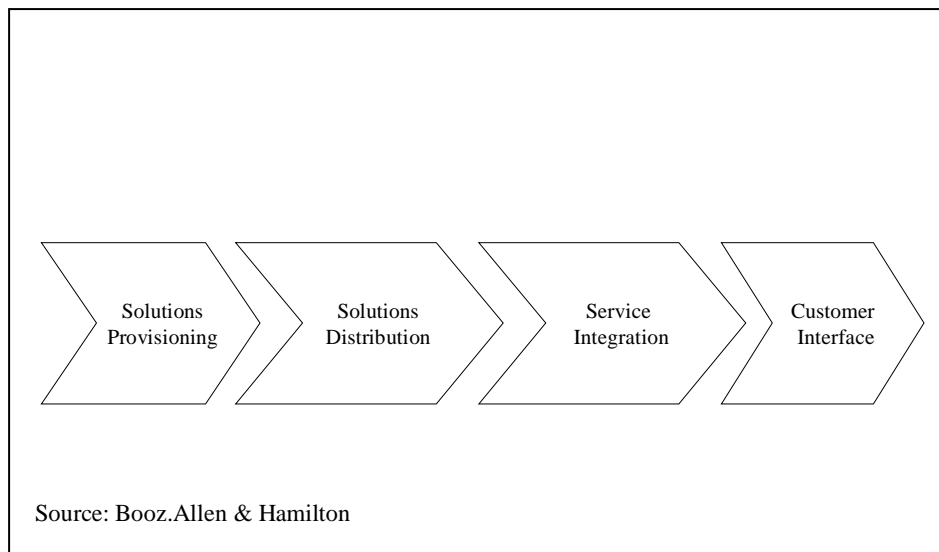 Solutions
Provisioning
Solutions
Distribution
Service
Integration
Customer
Interface
Source: Booz.Allen & Hamilton